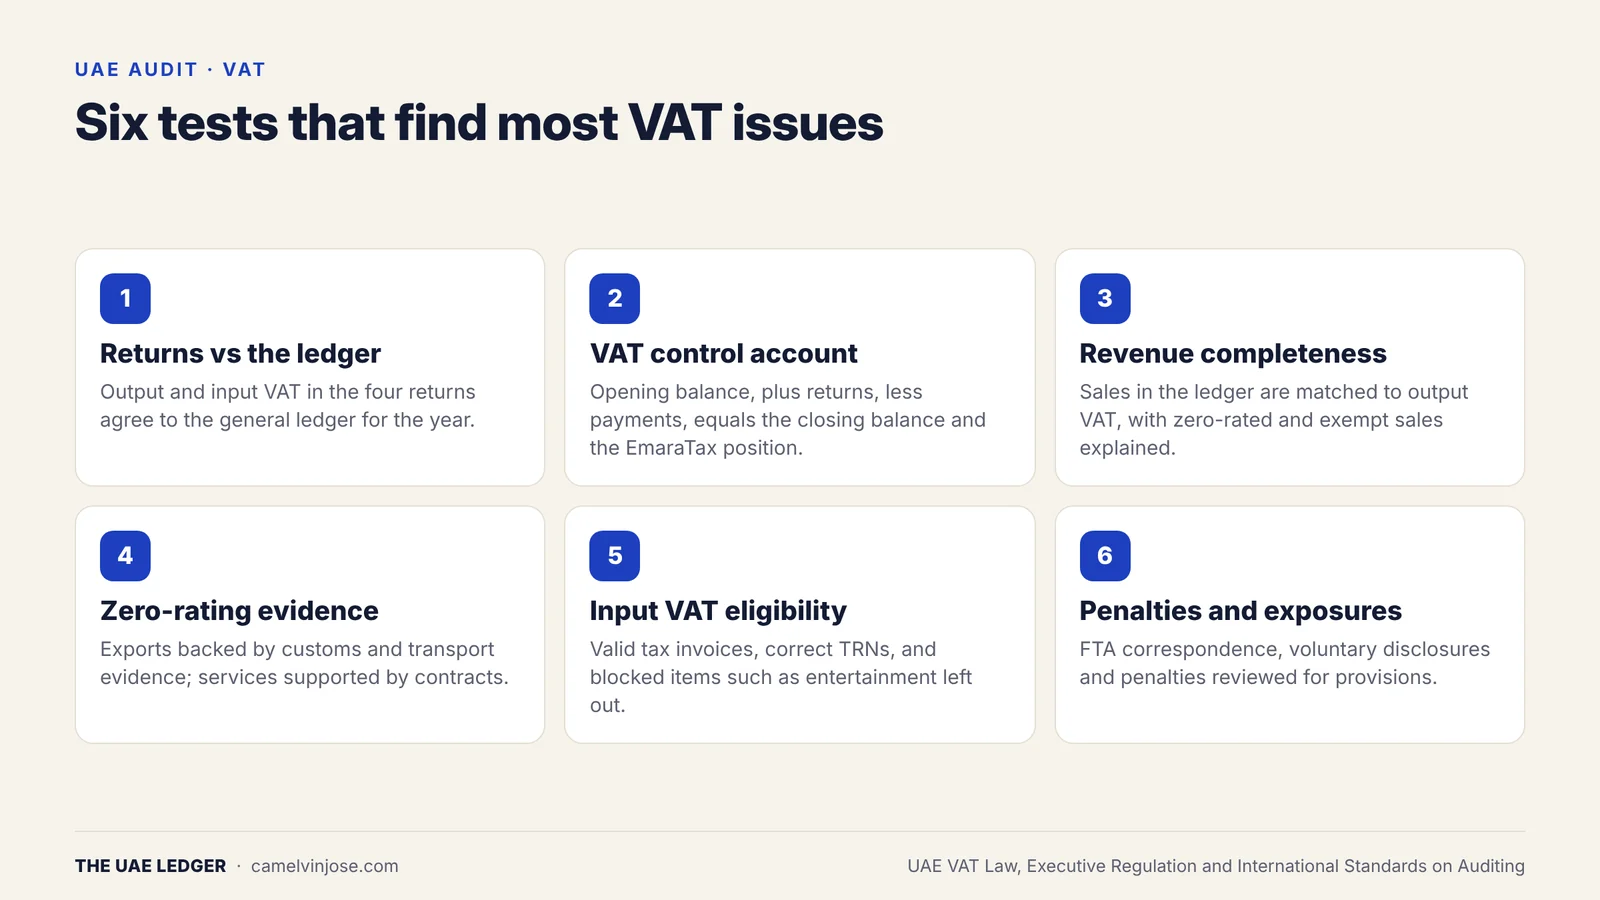 UAE AUDIT · VAT
Six tests that find most VAT issues
1
Returns vs the ledger
Output and input VAT in the four returns
agree to the general ledger for the year.
2
VAT control account
Opening balance, plus returns, less
payments, equals the closing balance and
the EmaraTax position.
3
Revenue completeness
Sales in the ledger are matched to output
VAT, with zero-rated and exempt sales
explained.
4
Zero-rating evidence
Exports backed by customs and transport
evidence; services supported by contracts.
5
Input VAT eligibility
Valid tax invoices, correct TRNs, and
blocked items such as entertainment left
out.
6
Penalties and exposures
FTA correspondence, voluntary disclosures
and penalties reviewed for provisions.
THE UAE LEDGER · camelvinjose.com
UAE VAT Law, Executive Regulation and International Standards on Auditing